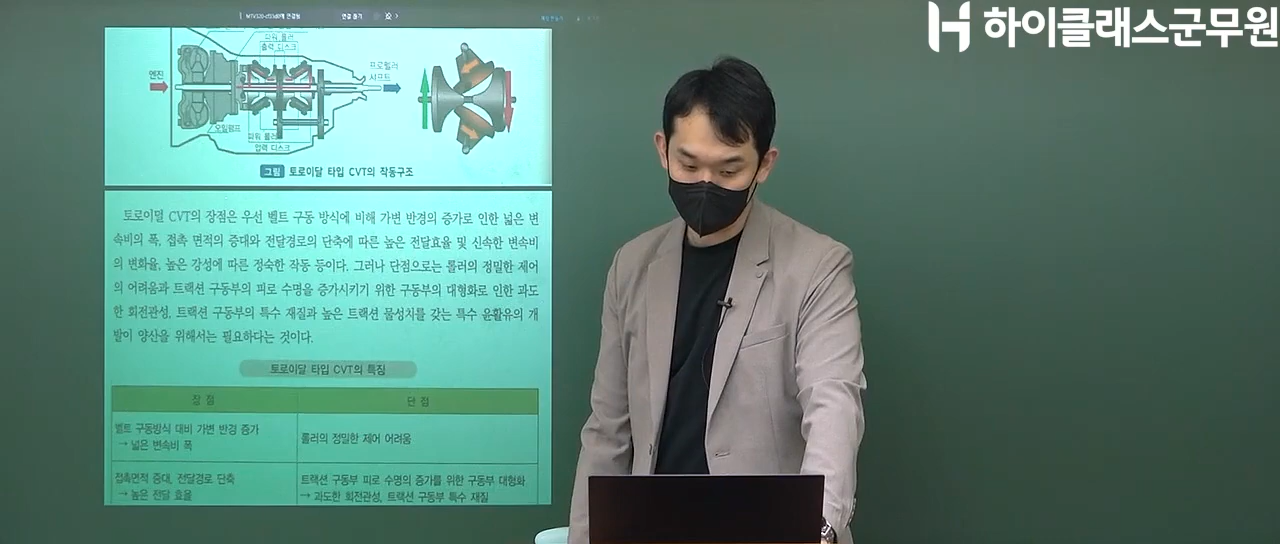 하이클래스군무원
연결 끊기
파워 롤러
출력 디스크
엔진
프로펠러
샤프트
오일펌프
파워 롤러
입력 디스크
그림 토로이달 타입 CVT의 작동구조
토로이덜 CVT의 장점은 우선 벨트 구동 방식에 비해 가변 반경의 증가로 인한 넓은 변
속비의 폭, 접촉 면적의 증대와 전달경로의 단축에 따른 높은 전달효율 및 신속한 변속비
의 변화율, 높은 강성에 따른 정숙한 작동 등이다. 그러나 단점으로는 롤러의 정밀한 제어
의 어려움과 트랙션 구동부의 피로 수명을 증가시키기 위한 구동부의 대형화로 인한 과도
한 회전관성, 트랙션 구동부의 특수 재질과 높은 트랙션 물성치를 갖는 특수 윤활유의 개
발이 양산을 위해서는 필요하다는 것이다.
토로이달 타입 CVT의 특징
장 점 단 점
벨트 구동방식 대비 가변 반경 증가
→ 넓은 변속비 폭
롤러의 정밀한 제어 어려움
접촉면적 증대, 전달경로 단축
→ 높은 전달 효율
트랙션 구동부 피로 수명의 증가를 위한 구동부 대형화
→ 과도한 회전관성, 트랙션 구동부 특수 재질